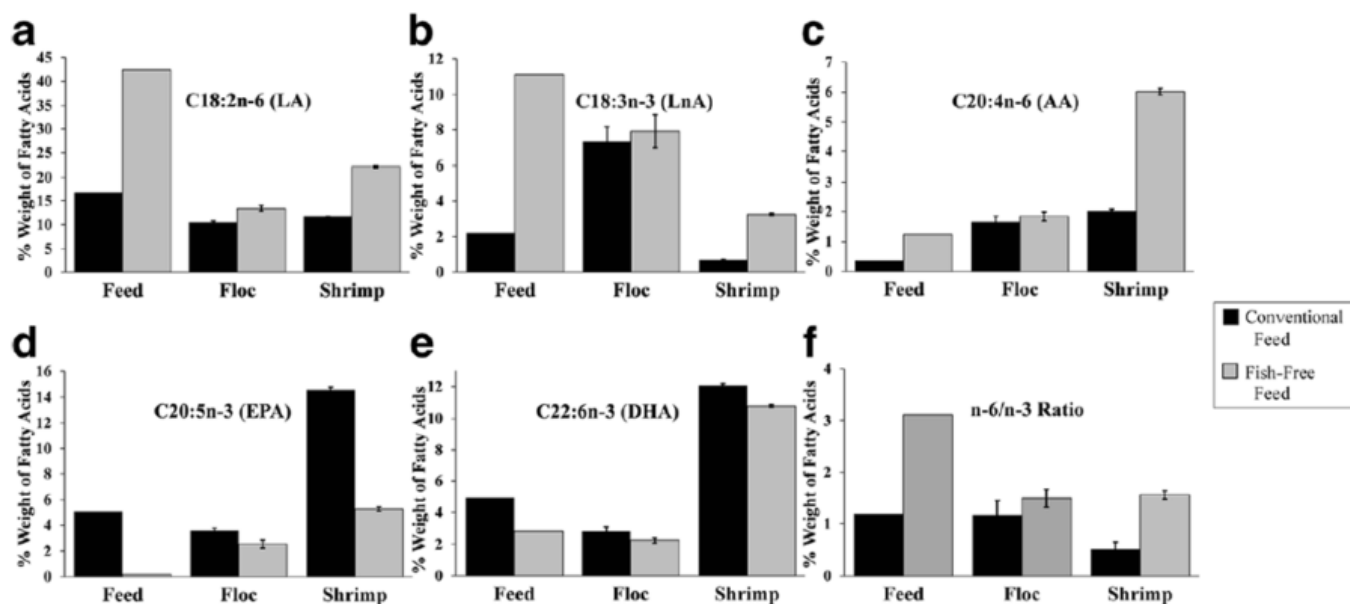 a
% Weight of Fatty Acids
45
40
35
30
25
20
15
10
5
0
C18:2n-6 (LA)
Feed Floc Shrimp
b
% Weight of Fatty Acids
12
10
8
6
4
2
0
C18:3n-3 (LnA)
Feed Floc Shrimp
c
% Weight of Fatty Acids
7
6
5
4
3
2
1
0
C20:4n-6 (AA)
Feed Floc Shrimp
d
% Weight of Fatty Acids
16
14
12
10
8
6
4
2
0
C20:5n-3 (EPA)
Feed Floc Shrimp
e
% Weight of Fatty Acids
12
10
8
6
4
2
0
C22:6n-3 (DHA)
Feed Floc Shrimp
f
% Weight of Fatty Acids
4
3
2
1
0
n-6/n-3 Ratio
Feed Floc Shrimp
Conventional
Feed
Fish-Free
Feed